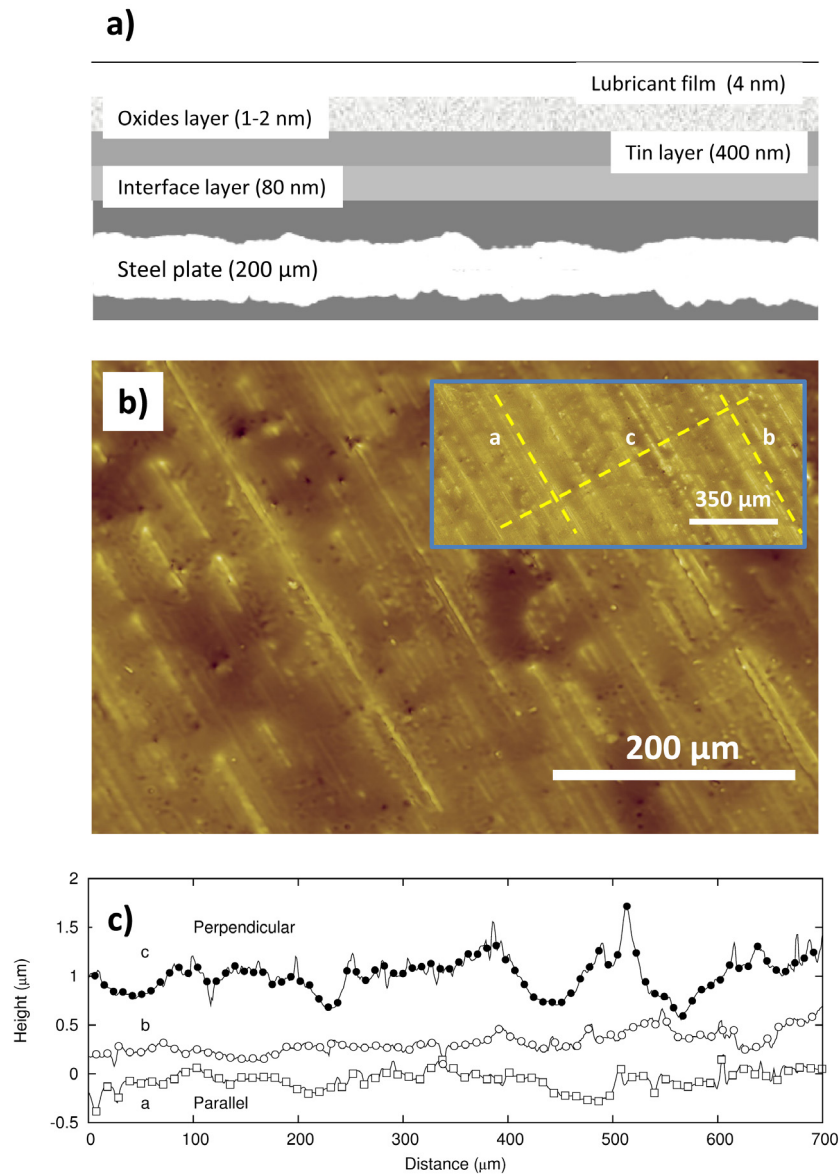 a)
Lubricant film (4 nm)
Oxides layer (1-2 nm)
Tin layer (400 nm)
Interface layer (80 nm)
Steel plate (200 µm)
b)
a
c
b
350 µm
200 µm
c)
Perpendicular
c
b
a
Parallel
2
1.5
1
0.5
0
-0.5
Height (µm)
0
100
200
300
400
500
600
700
Distance (µm)